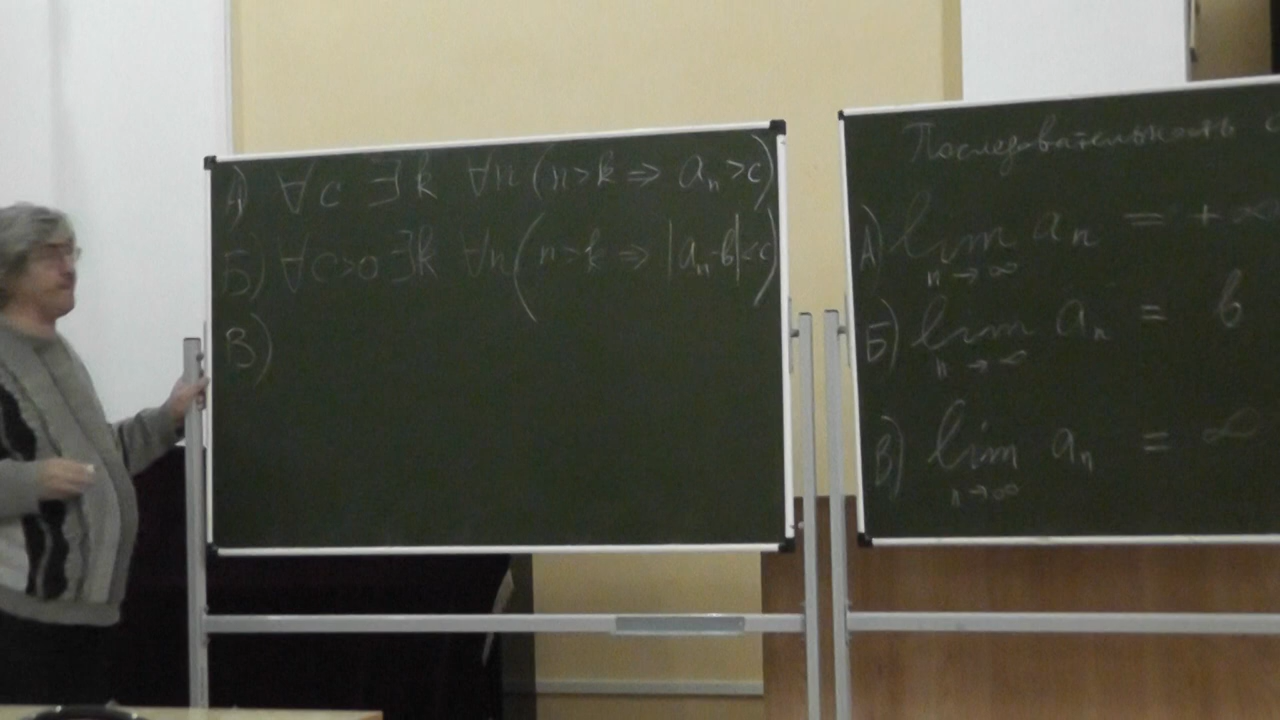 А) ∀c ∃k ∀n (n>k ⇒ aₙ>c)
Б) ∀c>0 ∃k ∀n (n>k ⇒ |aₙ-b|<c)
В)
Последовательность
А) lim aₙ = +∞
n→∞
Б) lim aₙ = b
n→∞
В) lim aₙ = ∞
n→∞